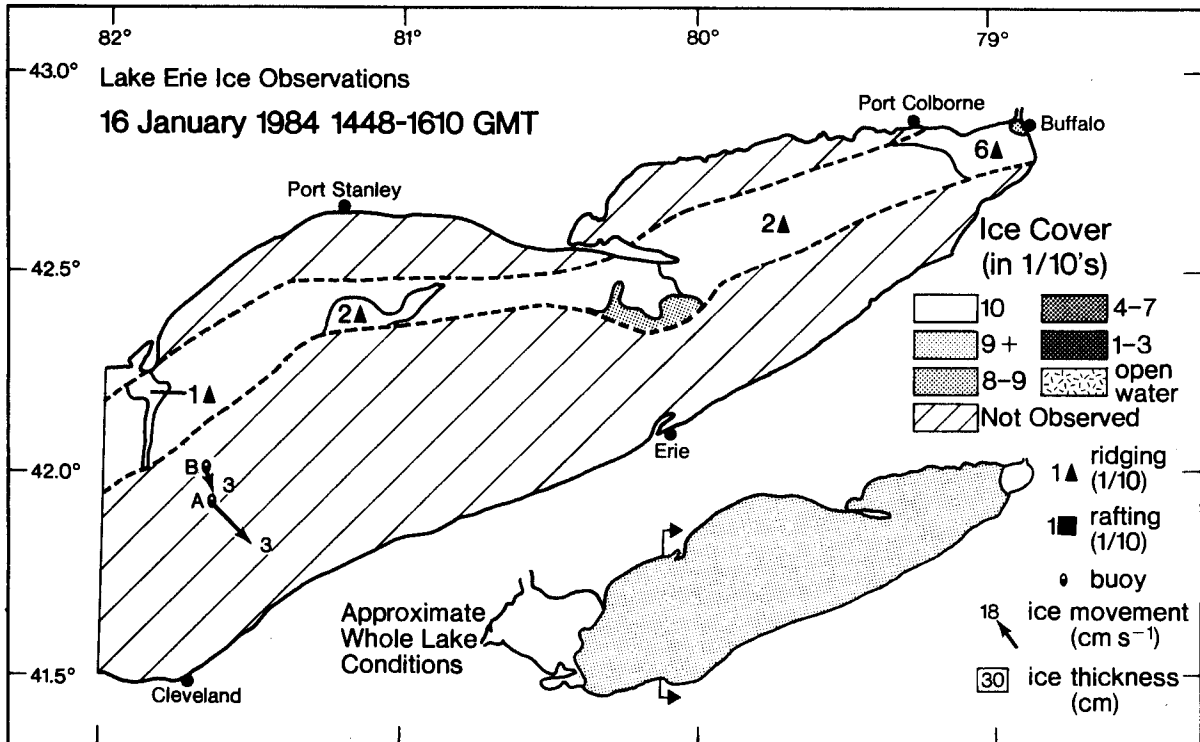 82° 81° 80° 79°
43.0°
Lake Erie Ice Observations
16 January 1984 1448-1610 GMT
Port Colborne
Buffalo
6▲
Port Stanley
2▲
42.5°
2▲
1▲
42.0°
B
3
A
3
Erie
41.5°
Cleveland
Ice Cover
(in 1/10's)
10
4-7
9+
1-3
8-9
open
water
Not Observed
1▲ ridging
(1/10)
1■ rafting
(1/10)
buoy
18 ice movement
(cm s⁻¹)
30 ice thickness
(cm)
Approximate
Whole Lake
Conditions